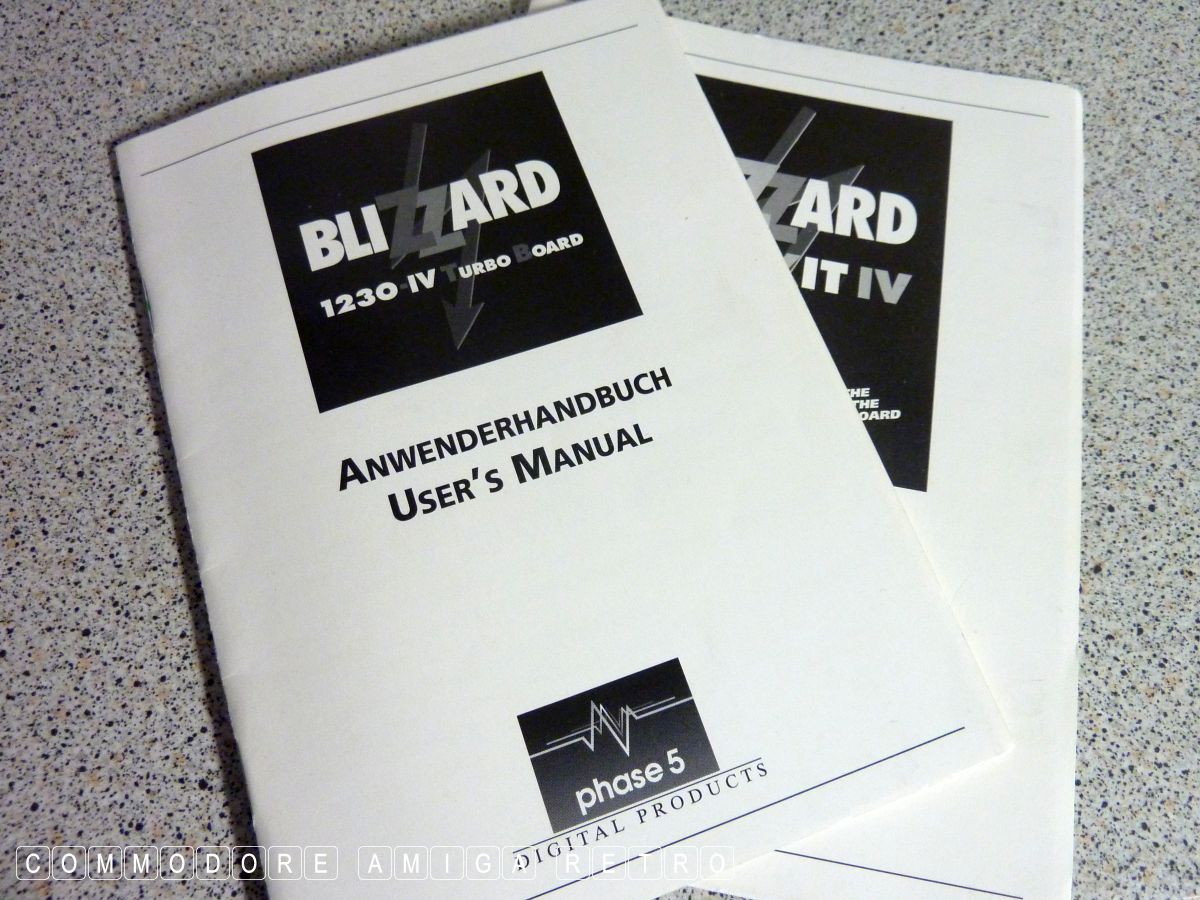 BLIZZARD
1230-IV TURBO BOARD
ANWENDERHANDBUCH
USER'S MANUAL
phase 5
DIGITAL PRODUCTS
ZARD
IT IV
THE
THE
OARD
COMMODORE AMIGA RETRO